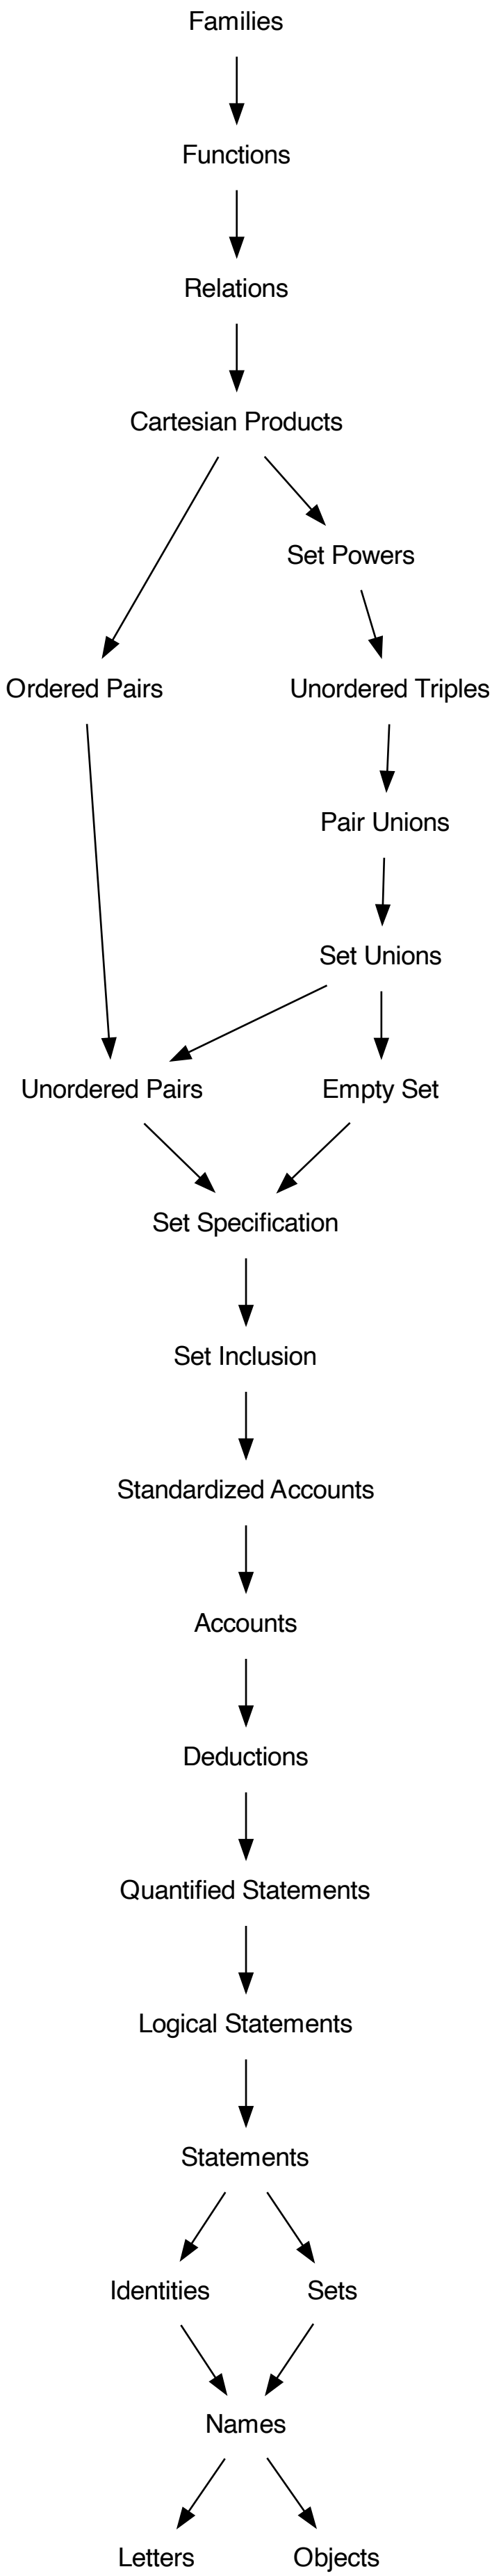 Families
Functions
Relations
Cartesian Products
Set Powers
Ordered Pairs
Unordered Triples
Pair Unions
Set Unions
Unordered Pairs
Empty Set
Set Specification
Set Inclusion
Standardized Accounts
Accounts
Deductions
Quantified Statements
Logical Statements
Statements
Identities
Sets
Names
Letters
Objects